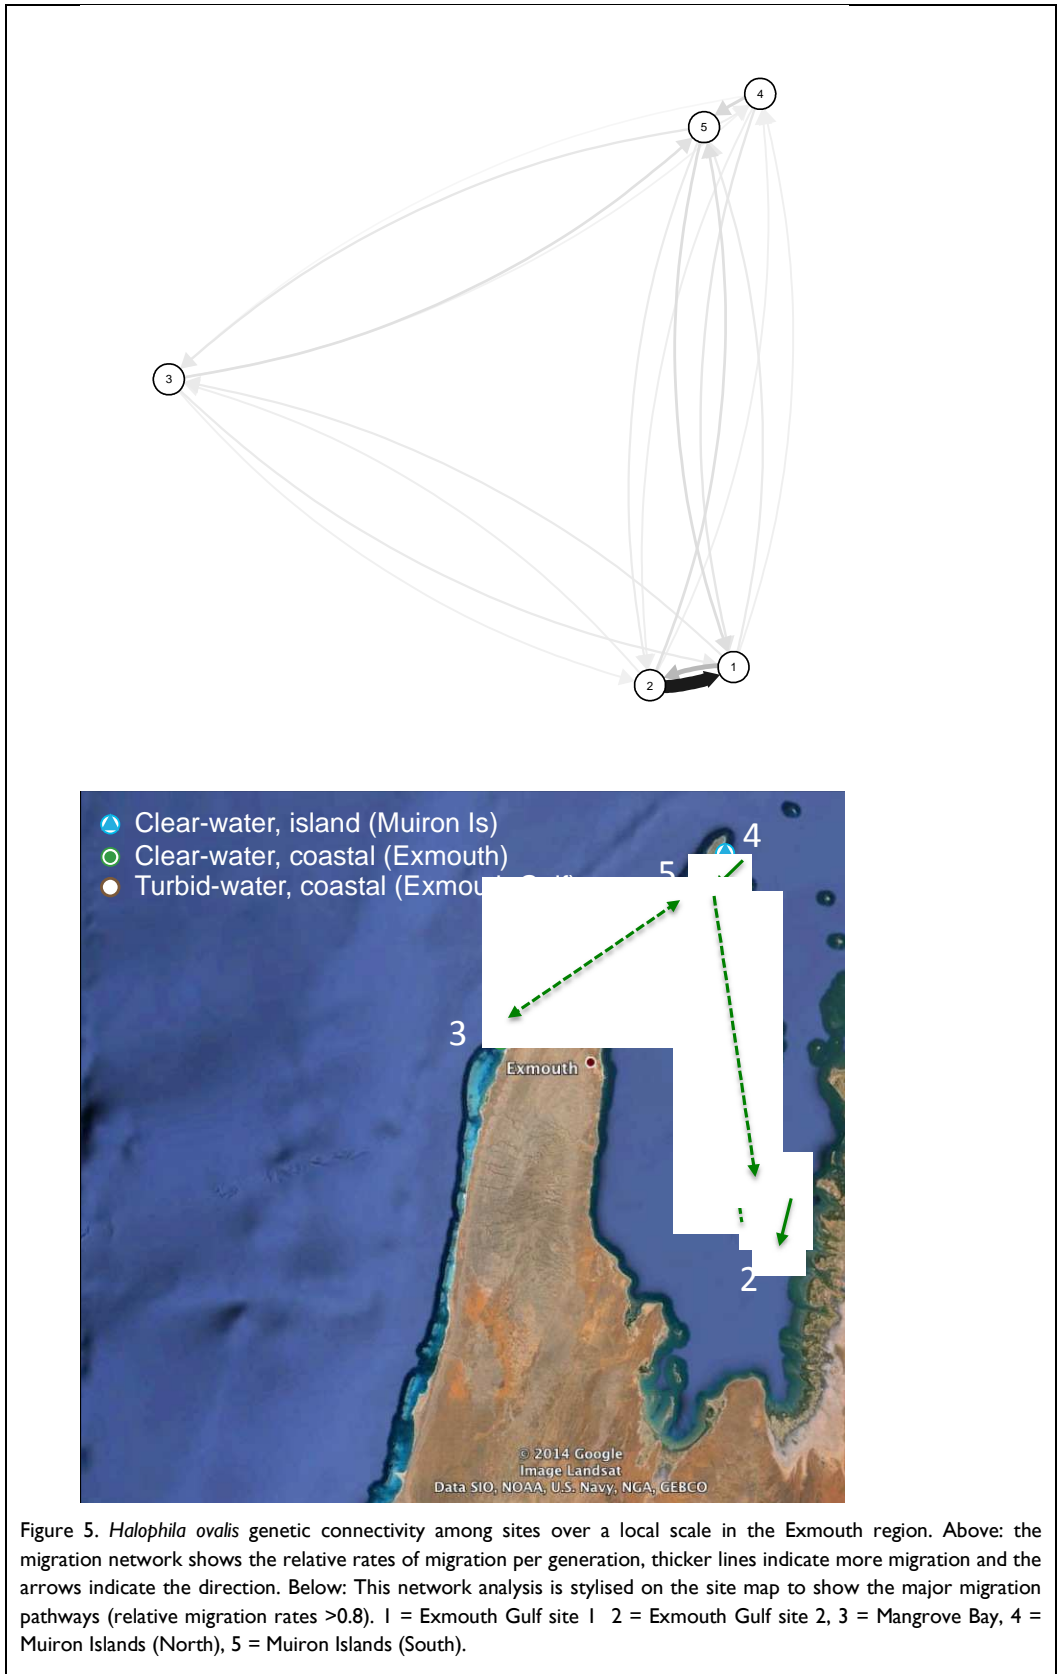 4
5
3
1
2
Clear-water, island (Muiron Is)
Clear-water, coastal (Exmouth)
Turbid-water, coastal (Exmouth Gulf)
4
5
3
Exmouth
2
© 2014 Google
Image Landsat
Data SIO, NOAA, U.S. Navy, NGA, GEBCO
Figure 5. Halophila ovalis genetic connectivity among sites over a local scale in the Exmouth region. Above: the
migration network shows the relative rates of migration per generation, thicker lines indicate more migration and the
arrows indicate the direction. Below: This network analysis is stylised on the site map to show the major migration
pathways (relative migration rates >0.8). 1 = Exmouth Gulf site 1 2 = Exmouth Gulf site 2, 3 = Mangrove Bay, 4 =
Muiron Islands (North), 5 = Muiron Islands (South).